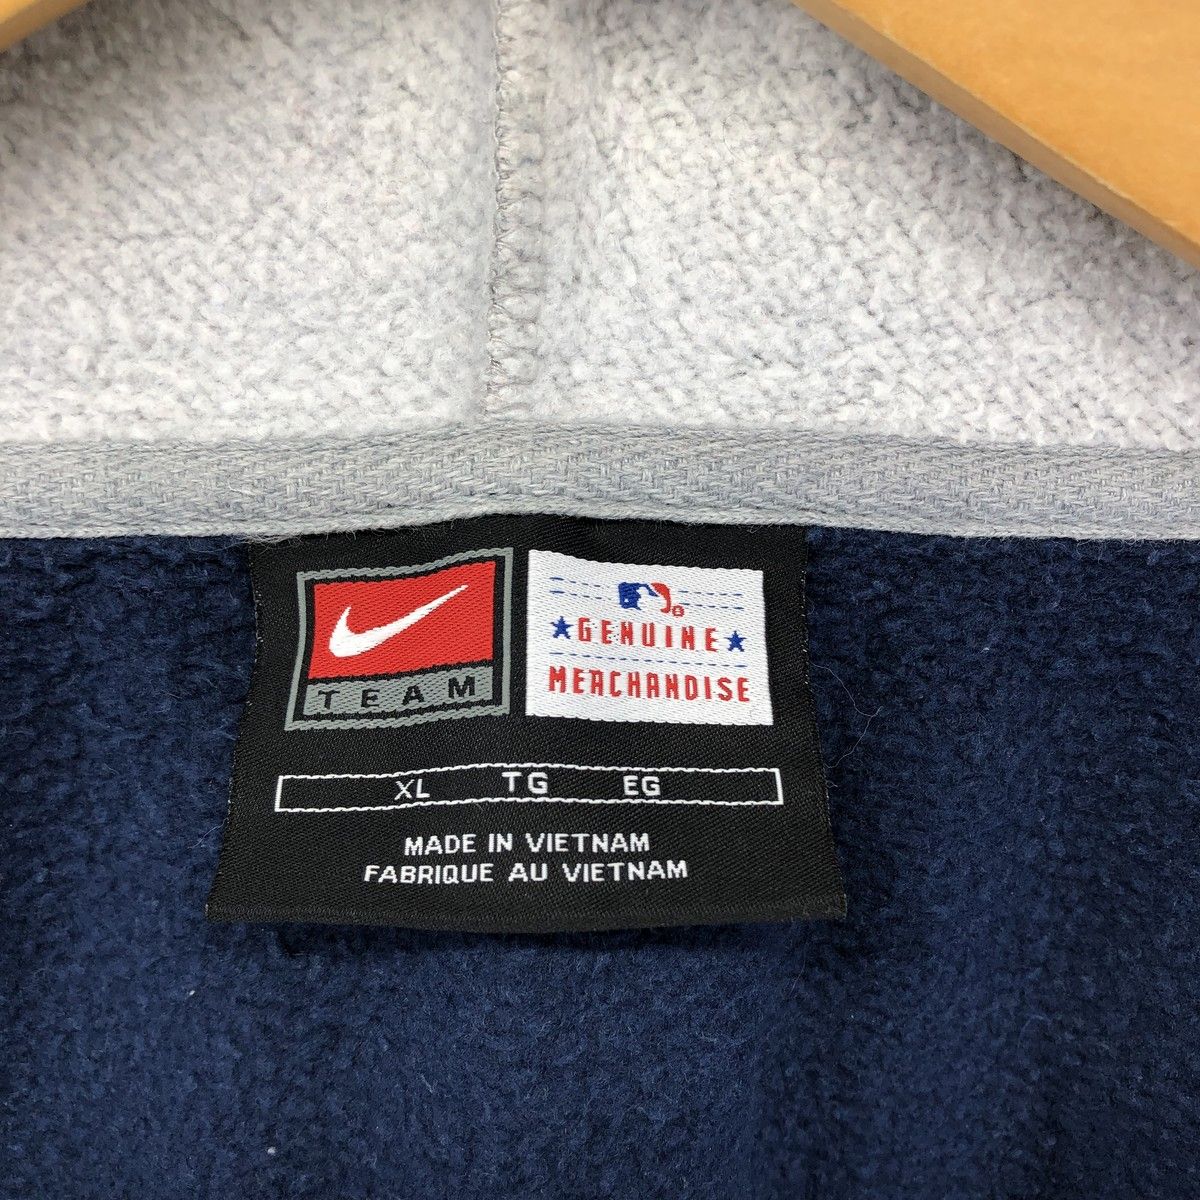 TEAM
GENUINE
MERCHANDISE
XL TG EG
MADE IN VIETNAM
FABRIQUE AU VIETNAM